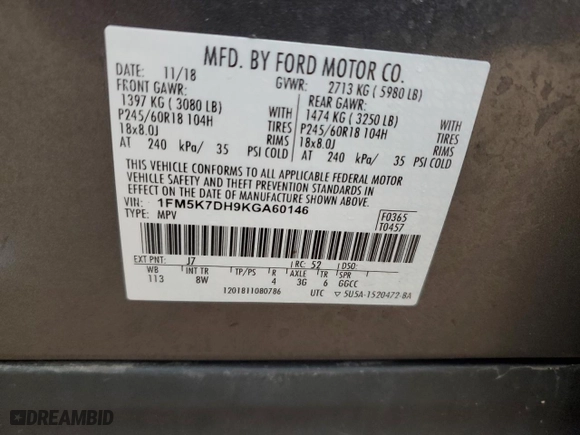 MFD. BY FORD MOTOR CO.
DATE: 11/18 GVWR: 2713 KG ( 5980 LB)
FRONT GAWR: REAR GAWR:
1397 KG ( 3080 LB) WITH 1474 KG ( 3250 LB) WITH
P245/60R18 104H TIRES P245/60R18 104H TIRES
18x8.0J RIMS 18x8.0J RIMS
AT 240 kPa/ 35 PSI COLD AT 240 kPa/ 35 PSI COLD
THIS VEHICLE CONFORMS TO ALL APPLICABLE FEDERAL MOTOR
VEHICLE SAFETY AND THEFT PREVENTION STANDARDS IN
EFFECT ON THE DATE OF MANUFACTURE SHOWN ABOVE.
VIN: 1FM5K7DH9KGA60146
TYPE: MPV
F0365
T0457
EXT PNT: J7 RC: 52 DSO:
WB INT TR TP/PS R AXLE TR SPR
113 8W 4 3G 6 GGCC
1201811080786 UTC ▽ 5U5A-1520472-BA
DREAMBID